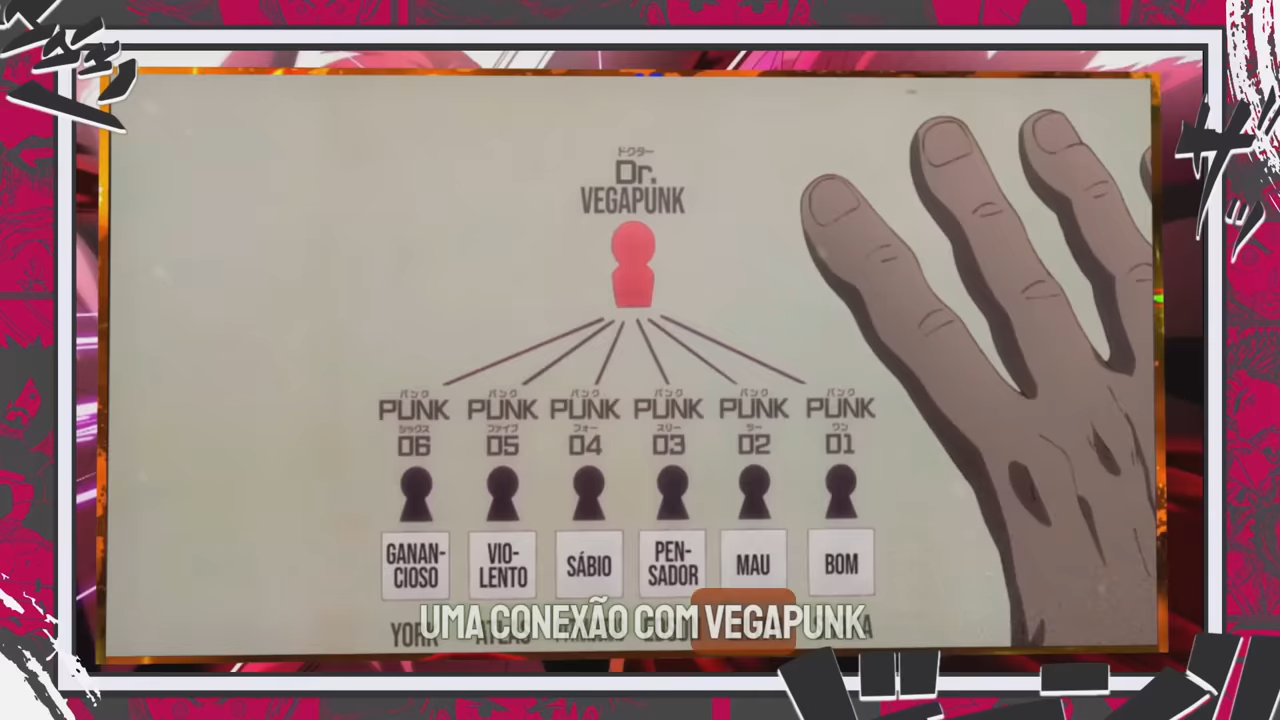 ドクター
Dr.
VEGAPUNK
パンク パンク パンク パンク パンク パンク
PUNK PUNK PUNK PUNK PUNK PUNK
シックス ファイブ フォー スリー ツー ワン
06 05 04 03 02 01
GANAN-
CIOSO
VIO-
LENTO
SÁBIO
PEN-
SADOR
MAU
BOM
YORK
UMA CONEXÃO COM VEGAPUNK